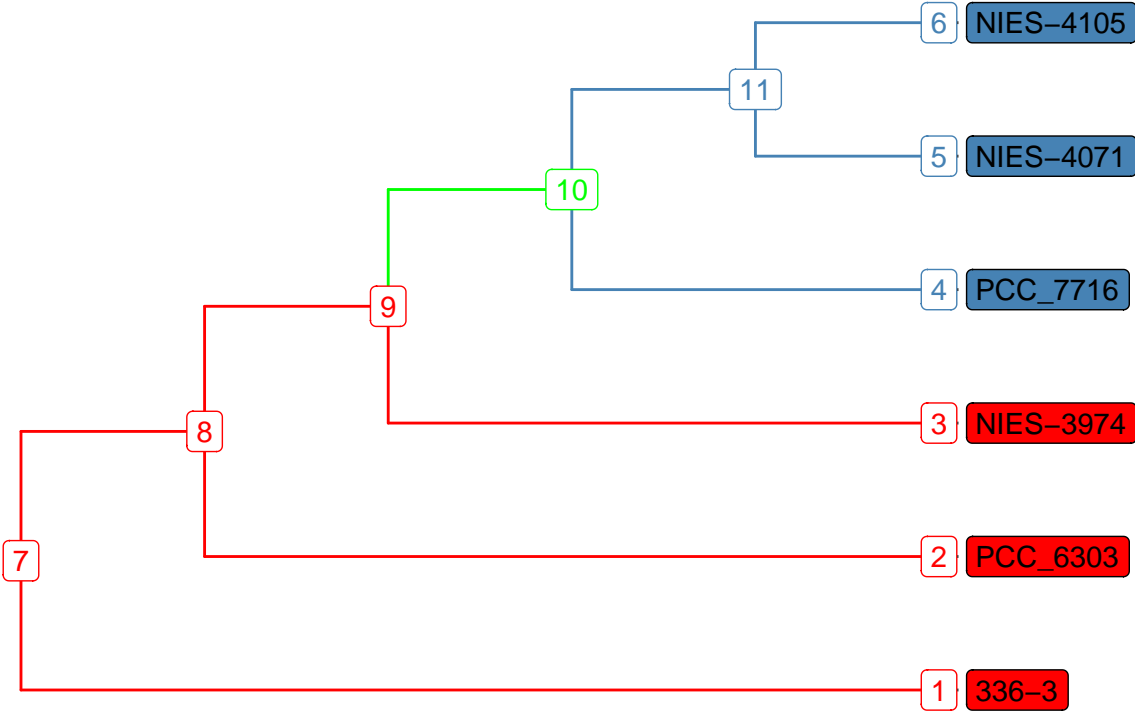 6 NIES−4105
11
5 NIES−4071
10
4 PCC_7716
9
3 NIES−3974
8
2 PCC_6303
7
1 336−3